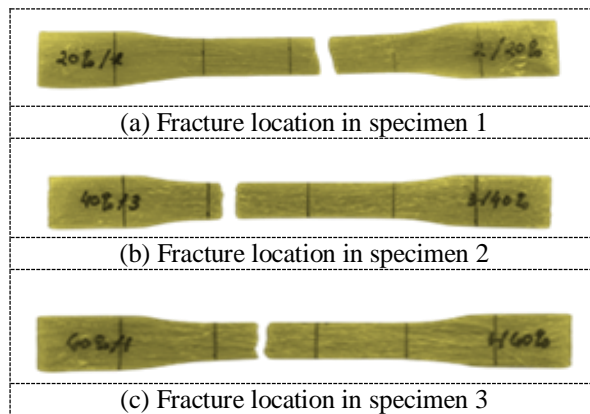 20%/2 2/20%
(a) Fracture location in specimen 1
40%/3 3/40%
(b) Fracture location in specimen 2
60%/1 1/60%
(c) Fracture location in specimen 3